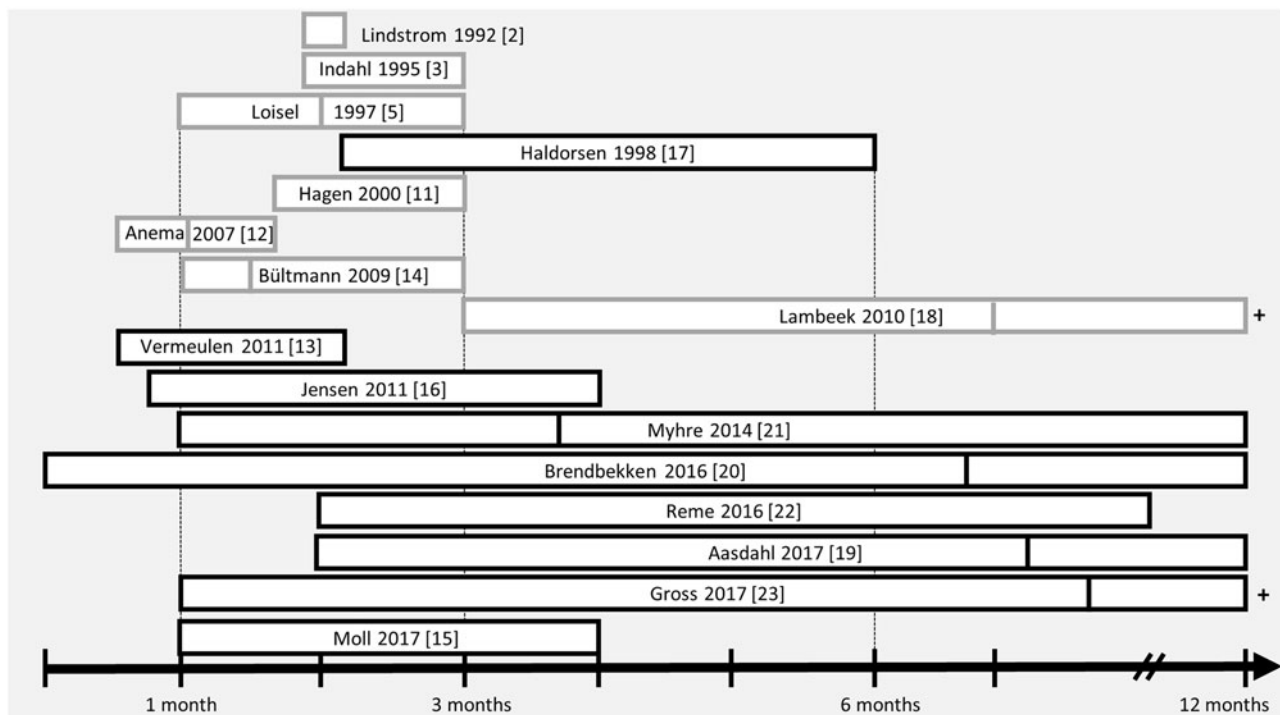 Lindstrom 1992 [2]
Indahl 1995 [3]
Loisel 1997 [5]
Haldorsen 1998 [17]
Hagen 2000 [11]
Anema 2007 [12]
Bültmann 2009 [14]
Lambeek 2010 [18] +
Vermeulen 2011 [13]
Jensen 2011 [16]
Myhre 2014 [21]
Brendbekken 2016 [20]
Reme 2016 [22]
Aasdahl 2017 [19]
Gross 2017 [23] +
Moll 2017 [15]
1 month 3 months 6 months 12 months